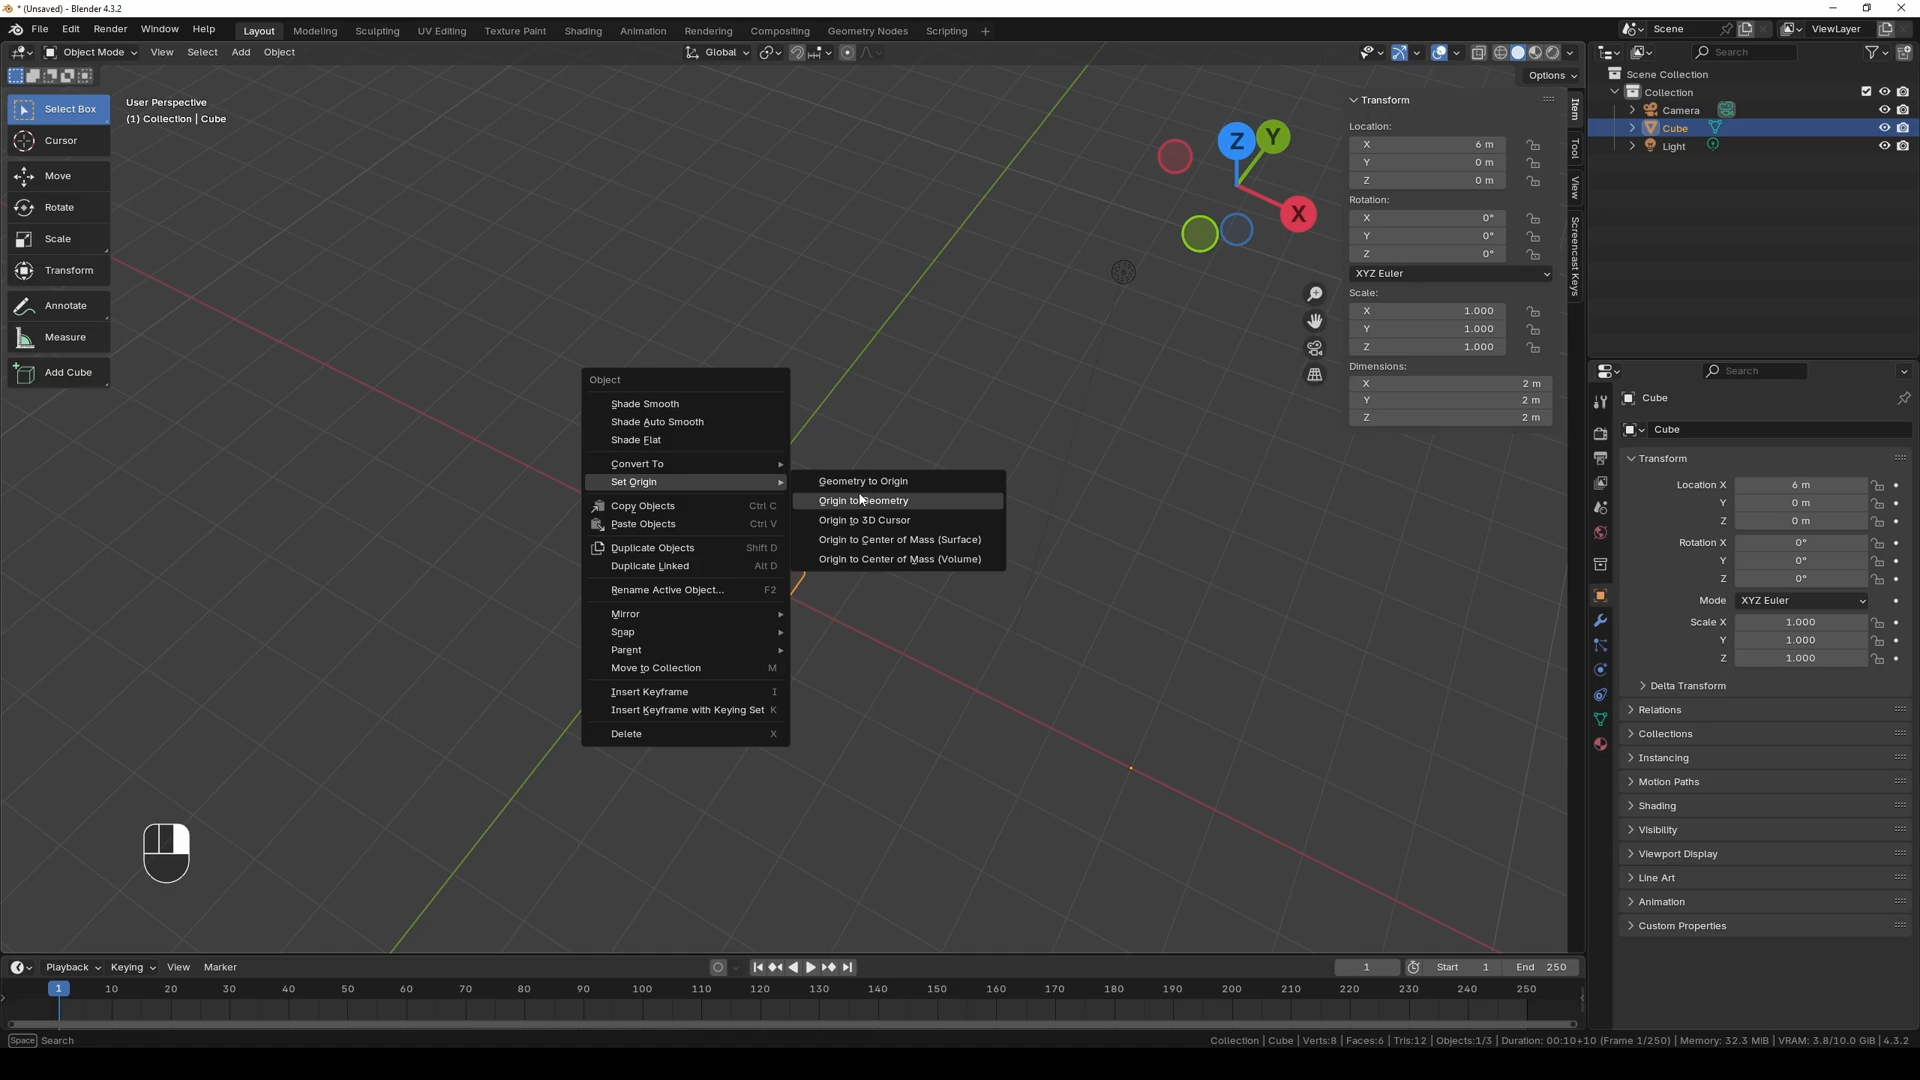 * (Unsaved) - Blender 4.3.2
File Edit Render Window Help Layout Modeling Sculpting UV Editing Texture Paint Shading Animation Rendering Compositing Geometry Nodes Scripting + Scene ViewLayer
Object Mode View Select Add Object Global Search
Options
Select Box
Cursor
Move
Rotate
Scale
Transform
Annotate
Measure
Add Cube
User Perspective
(1) Collection | Cube
Z Y X
Object
Shade Smooth
Shade Auto Smooth
Shade Flat
Convert To
Set Origin
Copy Objects Ctrl C
Paste Objects Ctrl V
Duplicate Objects Shift D
Duplicate Linked Alt D
Rename Active Object... F2
Mirror
Snap
Parent
Move to Collection M
Insert Keyframe I
Insert Keyframe with Keying Set K
Delete X
Geometry to Origin
Origin to Geometry
Origin to 3D Cursor
Origin to Center of Mass (Surface)
Origin to Center of Mass (Volume)
Transform
Location:
X 6 m
Y 0 m
Z 0 m
Rotation:
X 0°
Y 0°
Z 0°
XYZ Euler
Scale:
X 1.000
Y 1.000
Z 1.000
Dimensions:
X 2 m
Y 2 m
Z 2 m
Item
Tool
View
Screencast Keys
Scene Collection
Collection
Camera
Cube
Light
Search
Cube
Cube
Transform
Location X 6 m
Y 0 m
Z 0 m
Rotation X 0°
Y 0°
Z 0°
Mode XYZ Euler
Scale X 1.000
Y 1.000
Z 1.000
Delta Transform
Relations
Collections
Instancing
Motion Paths
Shading
Visibility
Viewport Display
Line Art
Animation
Custom Properties
Playback Keying View Marker 1 Start 1 End 250
1 10 20 30 40 50 60 70 80 90 100 110 120 130 140 150 160 170 180 190 200 210 220 230 240 250
Space Search Collection | Cube | Verts:8 | Faces:6 | Tris:12 | Objects:1/3 | Duration: 00:10+10 (Frame 1/250) | Memory: 32.3 MiB | VRAM: 3.8/10.0 GiB | 4.3.2